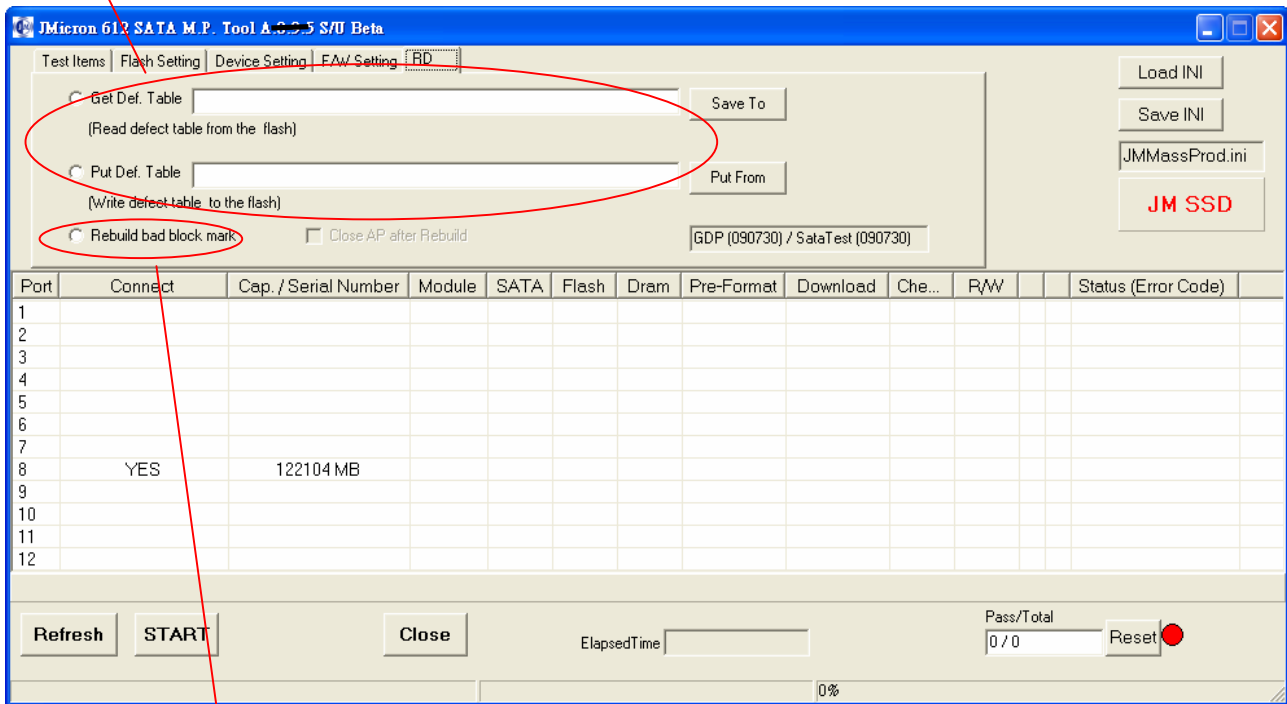 JMicron 612 SATA M.P. Tool S/U Beta
Test Items Flash Setting Device Setting F/W Setting RD
Load INI
Get Def. Table Save To
Save INI
(Read defect table from the flash)
JMMassProd.ini
Put Def. Table Put From
(Write defect table to the flash)
JM SSD
Rebuild bad block mark Close AP after Rebuild GDP (090730) / SataTest (090730)
Port Connect Cap. / Serial Number Module SATA Flash Dram Pre-Format Download Che... R/W Status (Error Code)
1
2
3
4
5
6
7
8 YES 122104 MB
9
10
11
12
Pass/Total
Refresh START Close ElapsedTime 0 / 0 Reset
0%